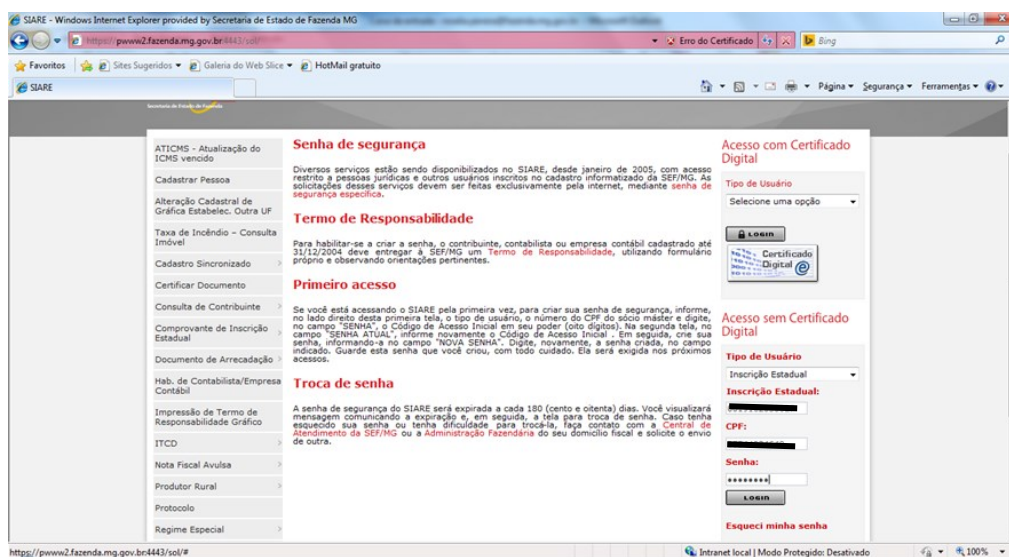 SIARE - Windows Internet Explorer provided by Secretaria de Estado de Fazenda MG
https://pwww2.fazenda.mg.gov.br:4443/sol/
Erro do Certificado
Bing
Favoritos
Sites Sugeridos
Galeria do Web Slice
HotMail gratuito
SIARE
Página
Segurança
Ferramentas
Secretaria de Estado de Fazenda
ATICMS - Atualização do
ICMS vencido
Cadastrar Pessoa
Alteração Cadastral de
Gráfica Estabelec. Outra UF
Taxa de Incêndio – Consulta
Imóvel
Cadastro Sincronizado
Certificar Documento
Consulta de Contribuinte
Comprovante de Inscrição
Estadual
Documento de Arrecadação
Hab. de Contabilista/Empresa
Contábil
Impressão de Termo de
Responsabilidade Gráfico
ITCD
Nota Fiscal Avulsa
Produtor Rural
Protocolo
Regime Especial
Senha de segurança
Diversos serviços estão sendo disponibilizados no SIARE, desde janeiro de 2005, com acesso
restrito a pessoas jurídicas e outros usuários inscritos no cadastro informatizado da SEF/MG. As
solicitações desses serviços devem ser feitas exclusivamente pela internet, mediante senha de
segurança específica.
Termo de Responsabilidade
Para habilitar-se a criar a senha, o contribuinte, contabilista ou empresa contábil cadastrado até
31/12/2004 deve entregar à SEF/MG um Termo de Responsabilidade, utilizando formulário
próprio e observando orientações pertinentes.
Primeiro acesso
Se você está acessando o SIARE pela primeira vez, para criar sua senha de segurança, informe,
no lado direito desta primeira tela, o tipo de usuário, o número do CPF do sócio máster e digite,
no campo "SENHA", o Código de Acesso Inicial em seu poder (oito dígitos). Na segunda tela, no
campo "SENHA ATUAL", informe novamente o Código de Acesso Inicial . Em seguida, crie sua
senha, informando-a no campo "NOVA SENHA". Digite, novamente, a senha criada, no campo
indicado. Guarde esta senha que você criou, com todo cuidado. Ela será exigida nos próximos
acessos.
Troca de senha
A senha de segurança do SIARE será expirada a cada 180 (cento e oitenta) dias. Você visualizará
mensagem comunicando a expiração e, em seguida, a tela para troca de senha. Caso tenha
esquecido sua senha ou tenha dificuldade para trocá-la, faça contato com a Central de
Atendimento da SEF/MG ou a Administração Fazendária do seu domicílio fiscal e solicite o envio
de outra.
Acesso com Certificado
Digital
Tipo de Usuário
Selecione uma opção
LOGIN
Certificado
Digital
Acesso sem Certificado
Digital
Tipo de Usuário
Inscrição Estadual
Inscrição Estadual:
CPF:
Senha:
LOGIN
Esqueci minha senha
https://pwww2.fazenda.mg.gov.br:4443/sol/#
Intranet local | Modo Protegido: Desativado
100%